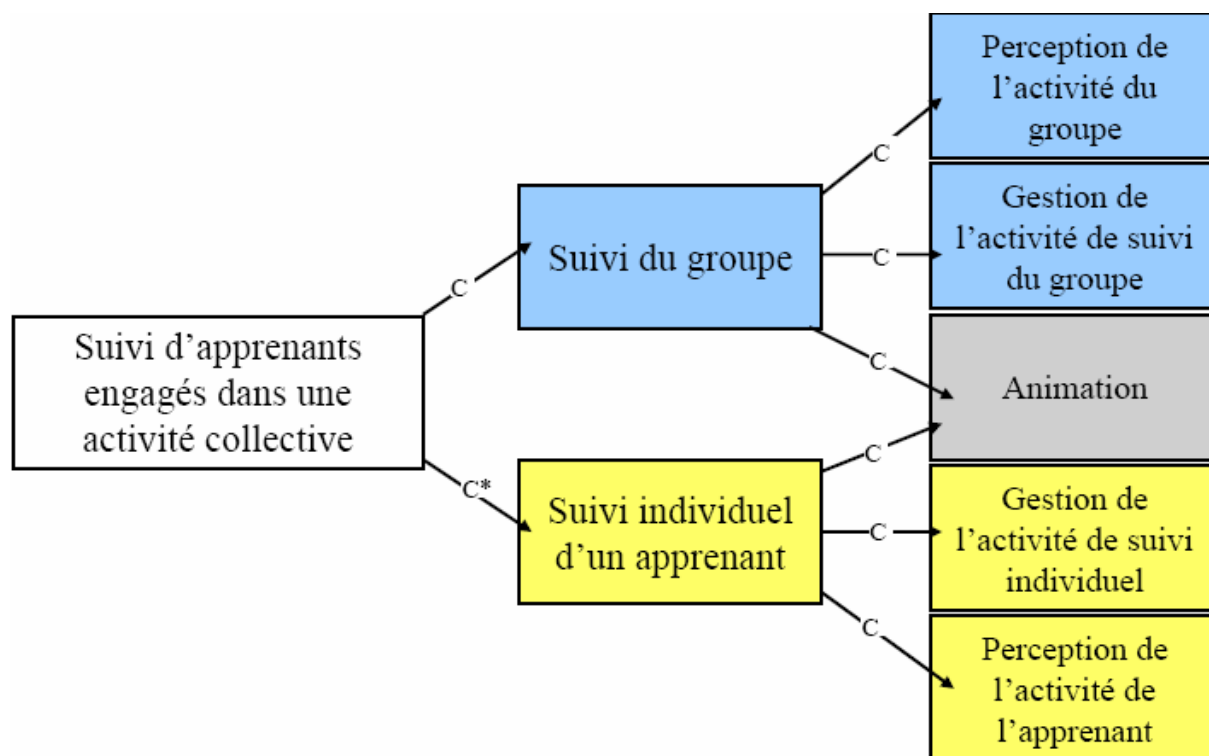 Suivi d’apprenants
engagés dans une
activité collective
C
C*
Suivi du groupe
Suivi individuel
d’un apprenant
C
C
C
C
C
C
Perception de
l’activité du
groupe
Gestion de
l’activité de suivi
du groupe
Animation
Gestion de
l’activité de suivi
individuel
Perception de
l’activité de
l’apprenant